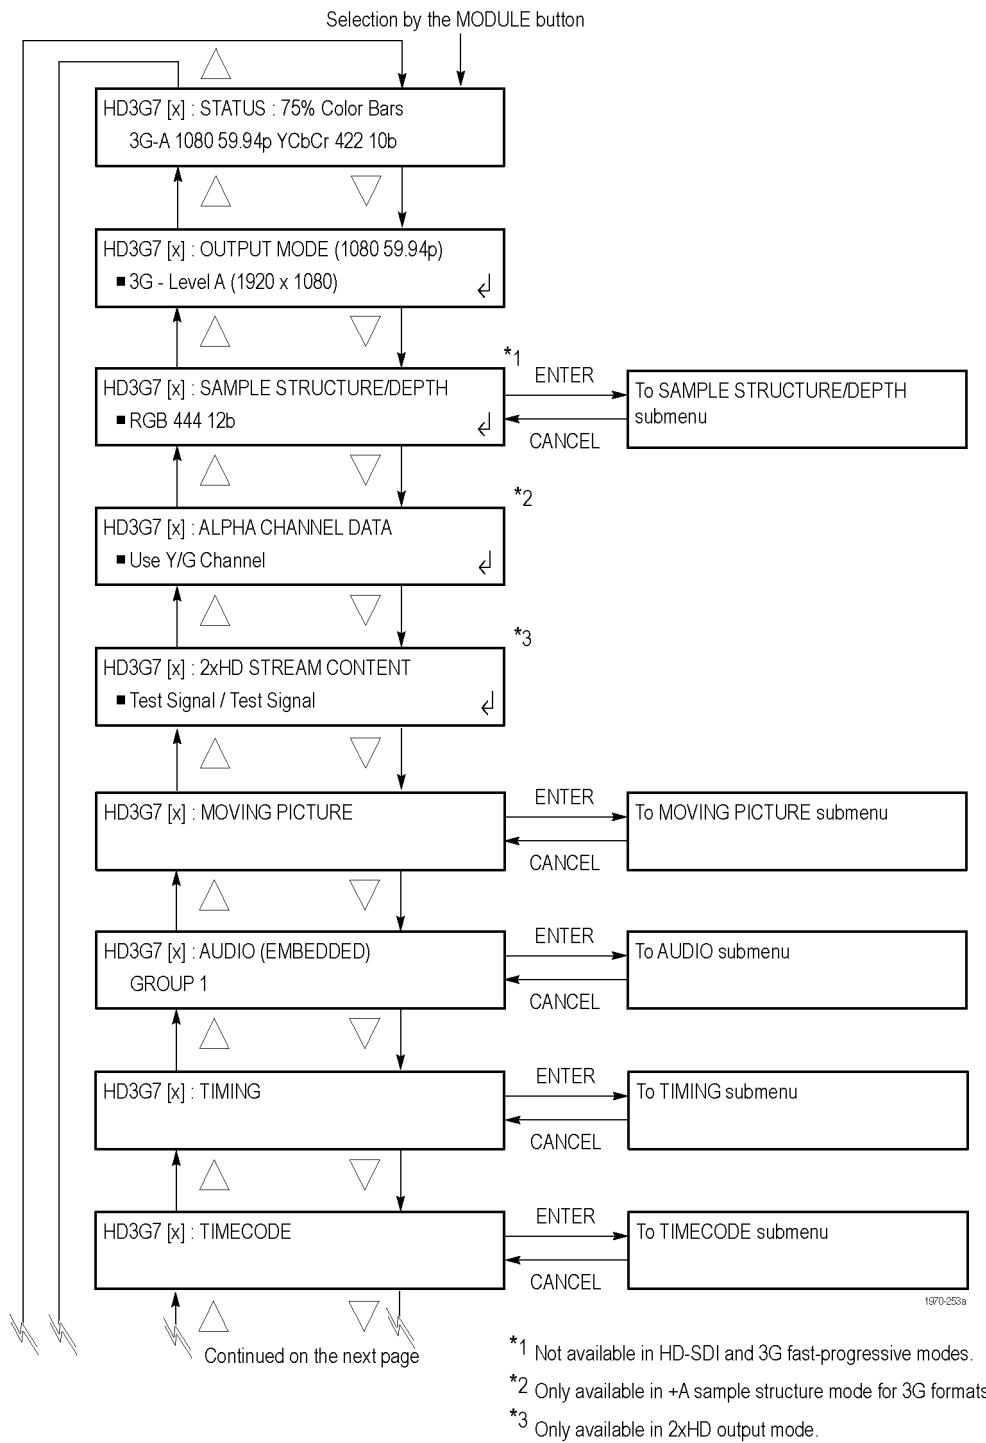 Selection by the MODULE button
HD3G7 [x] : STATUS : 75% Color Bars
3G-A 1080 59.94p YCbCr 422 10b
HD3G7 [x] : OUTPUT MODE (1080 59.94p)
■ 3G - Level A (1920 x 1080)
*1
ENTER
HD3G7 [x] : SAMPLE STRUCTURE/DEPTH
■ RGB 444 12b
To SAMPLE STRUCTURE/DEPTH
submenu
CANCEL
*2
HD3G7 [x] : ALPHA CHANNEL DATA
■ Use Y/G Channel
*3
HD3G7 [x] : 2xHD STREAM CONTENT
■ Test Signal / Test Signal
ENTER
HD3G7 [x] : MOVING PICTURE
To MOVING PICTURE submenu
CANCEL
ENTER
HD3G7 [x] : AUDIO (EMBEDDED)
GROUP 1
To AUDIO submenu
CANCEL
ENTER
HD3G7 [x] : TIMING
To TIMING submenu
CANCEL
ENTER
HD3G7 [x] : TIMECODE
To TIMECODE submenu
CANCEL
1970-253a
Continued on the next page
*1 Not available in HD-SDI and 3G fast-progressive modes.
*2 Only available in +A sample structure mode for 3G formats
*3 Only available in 2xHD output mode.